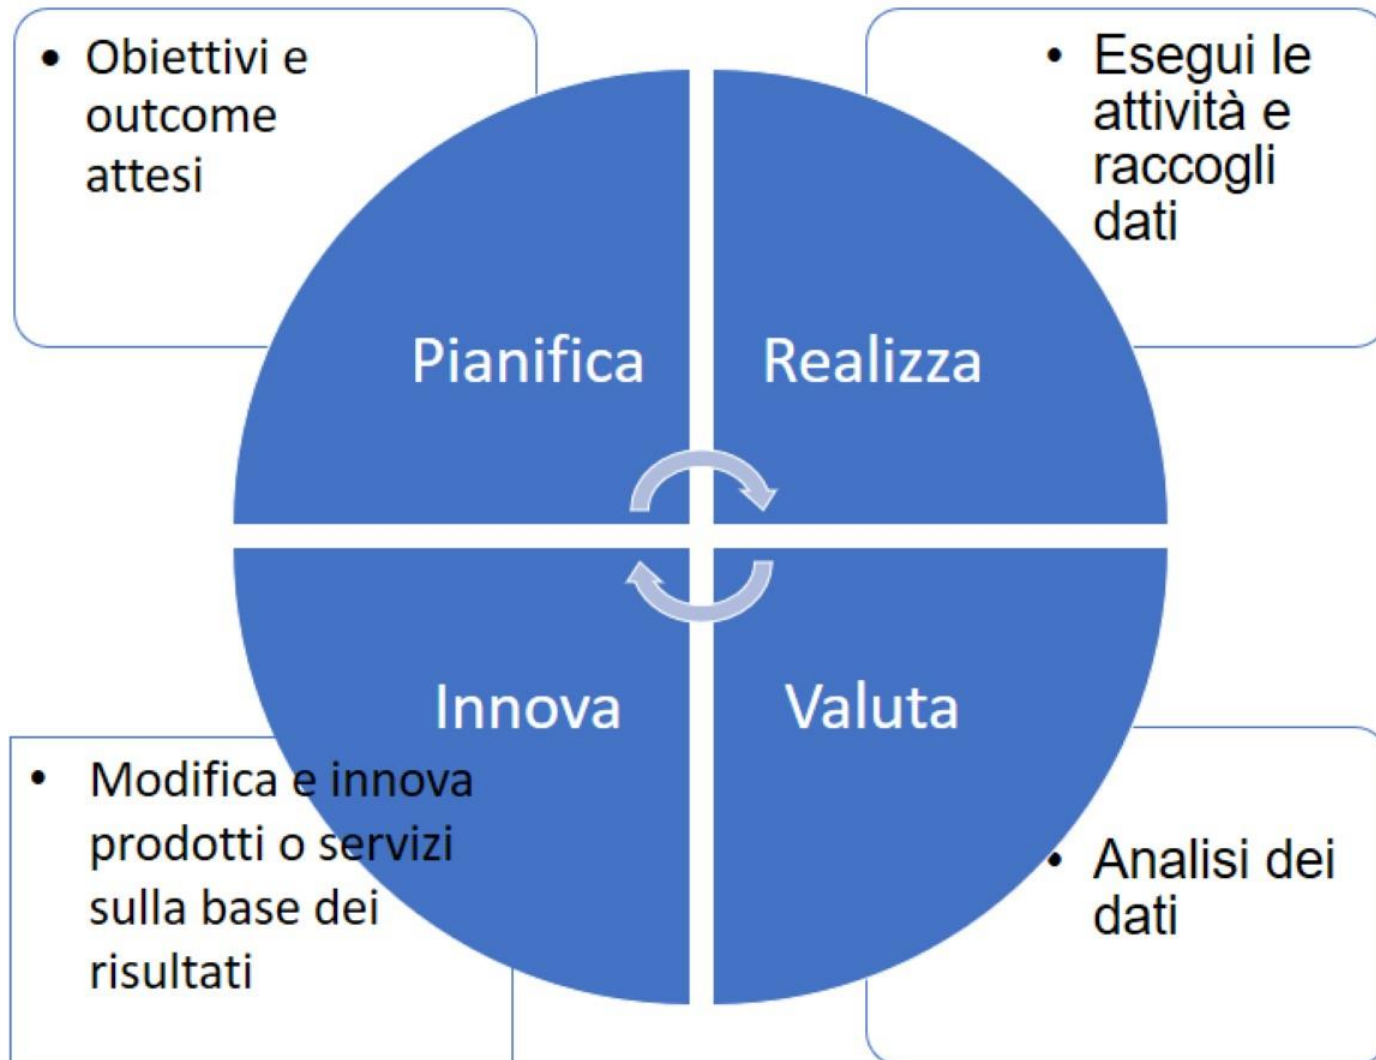 • Obiettivi e
outcome
attesi
• Esegui le
attività e
raccogli
dati
Pianifica
Realizza
Innova
Valuta
• Modifica e innova
prodotti o servizi
sulla base dei
risultati
• Analisi dei
dati